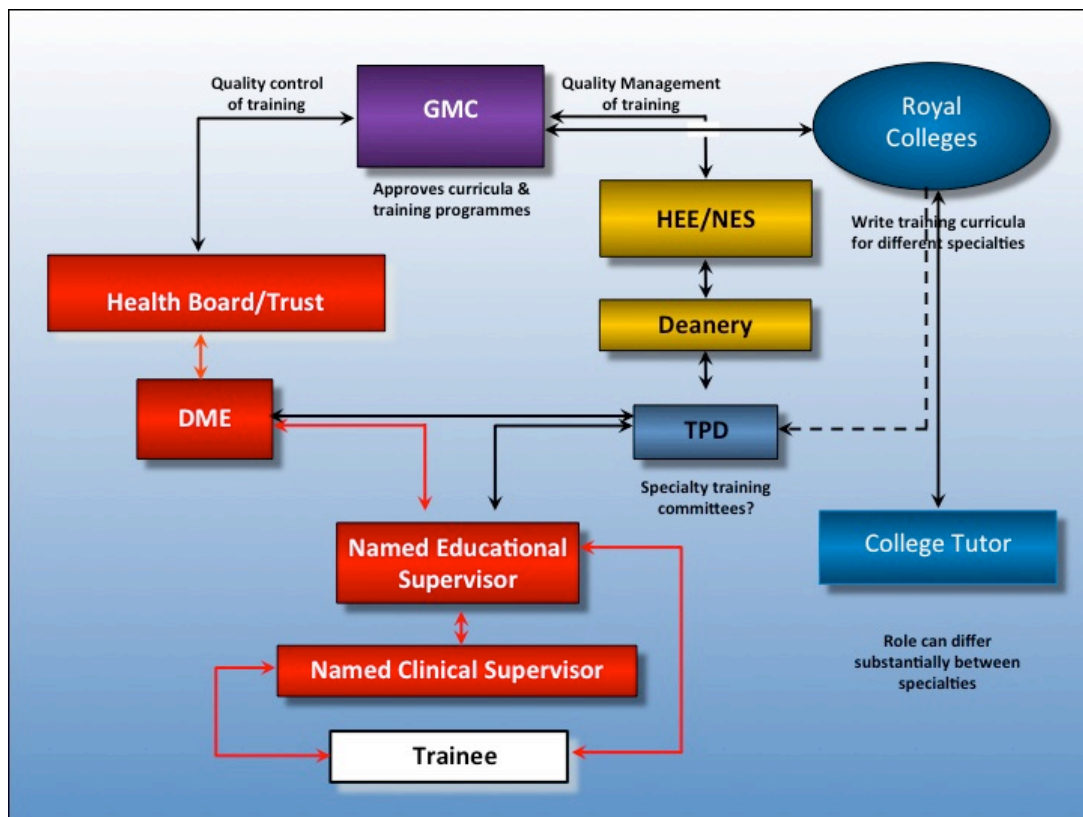 Quality control
of training
GMC
Quality Management
of training
Royal
Colleges
Approves curricula &
training programmes
HEE/NES
Write training curricula
for different specialties
Health Board/Trust
Deanery
DME
TPD
Specialty training
committees?
Named Educational
Supervisor
College Tutor
Named Clinical Supervisor
Role can differ
substantially between
specialties
Trainee